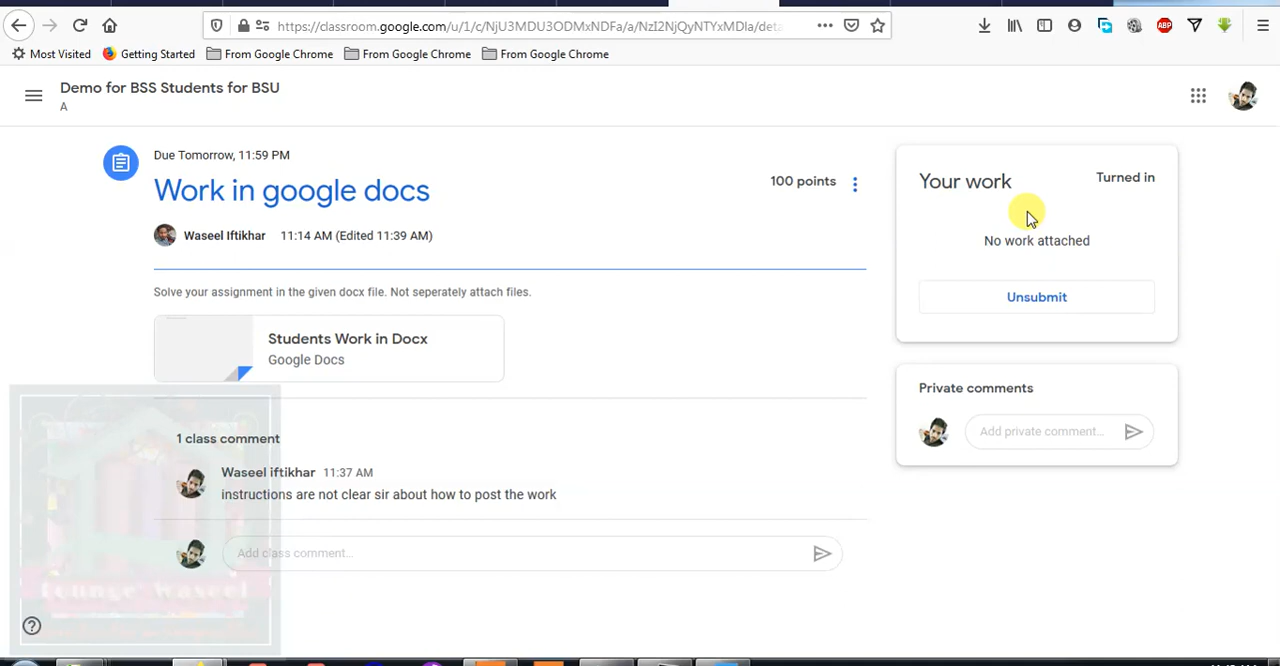 https://classroom.google.com/u/1/c/NjU3MDU3ODMxNDFa/a/NzI2NjQyNTYxMDIa/deta
Most Visited
Getting Started
From Google Chrome
From Google Chrome
From Google Chrome
ABP
Demo for BSS Students for BSU
A
Due Tomorrow, 11:59 PM
Work in google docs
100 points
Waseel Iftikhar 11:14 AM (Edited 11:39 AM)
Solve your assignment in the given docx file. Not seperately attach files.
Students Work in Docx
Google Docs
1 class comment
Waseel iftikhar 11:37 AM
instructions are not clear sir about how to post the work
Add class comment...
Lounge Waseel
Your work
Turned in
No work attached
Unsubmit
Private comments
Add private comment...